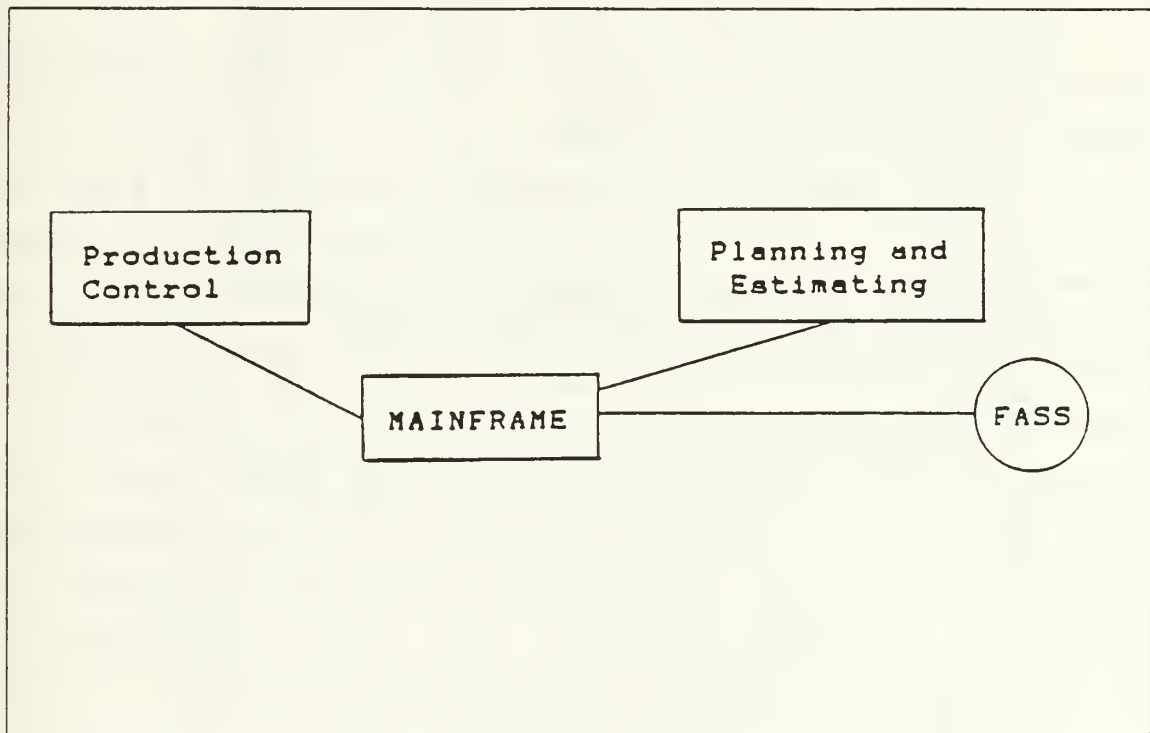 Production
Control
Planning and
Estimating
MAINFRAME
FASS